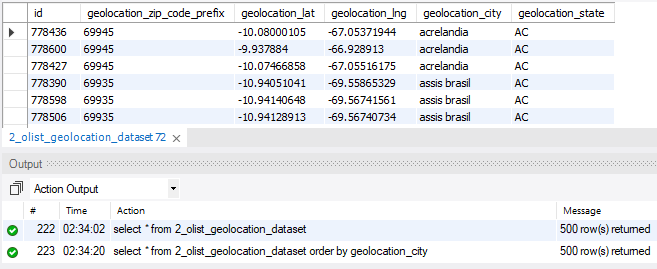 id geolocation_zip_code_prefix geolocation_lat geolocation_lng geolocation_city geolocation_state
778436 69945 -10.08000105 -67.05371944 acrelandia AC
778600 69945 -9.937884 -66.928913 acrelandia AC
778427 69945 -10.07466858 -67.05516175 acrelandia AC
778390 69935 -10.94051041 -69.55865329 assis brasil AC
778598 69935 -10.94140648 -69.56741561 assis brasil AC
778506 69935 -10.94128913 -69.56740734 assis brasil AC
2_olist_geolocation_dataset 72
Output
Action Output
# Time Action Message
222 02:34:02 select * from 2_olist_geolocation_dataset 500 row(s) returned
223 02:34:20 select * from 2_olist_geolocation_dataset order by geolocation_city 500 row(s) returned